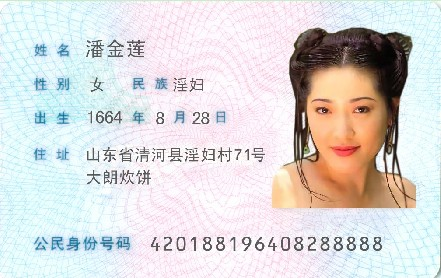 姓名 潘金莲
性别 女 民族 淫妇
出生 1664 年 8 月 28 日
住址 山东省清河县淫妇村71号
大朗炊饼
公民身份号码 420188196408288888